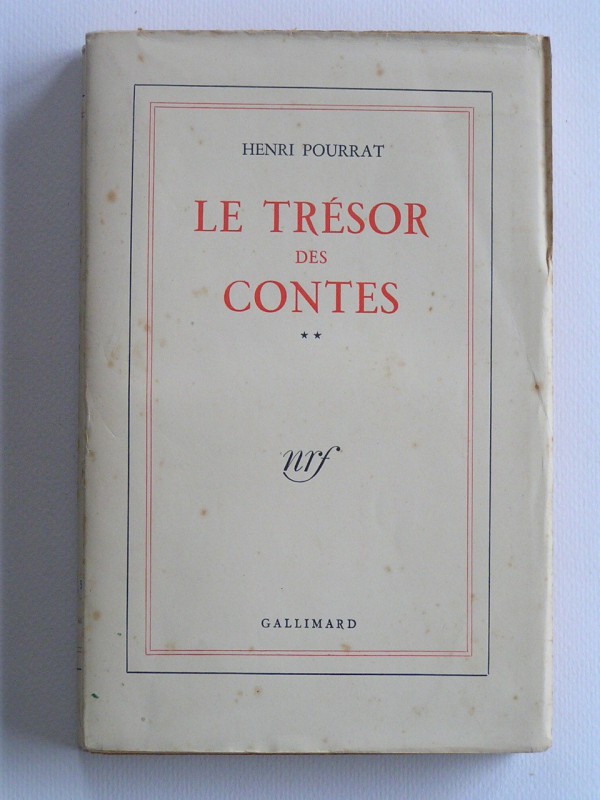 HENRI POURRAT
LE TRÉSOR
DES
CONTES
★★
nrf
GALLIMARD